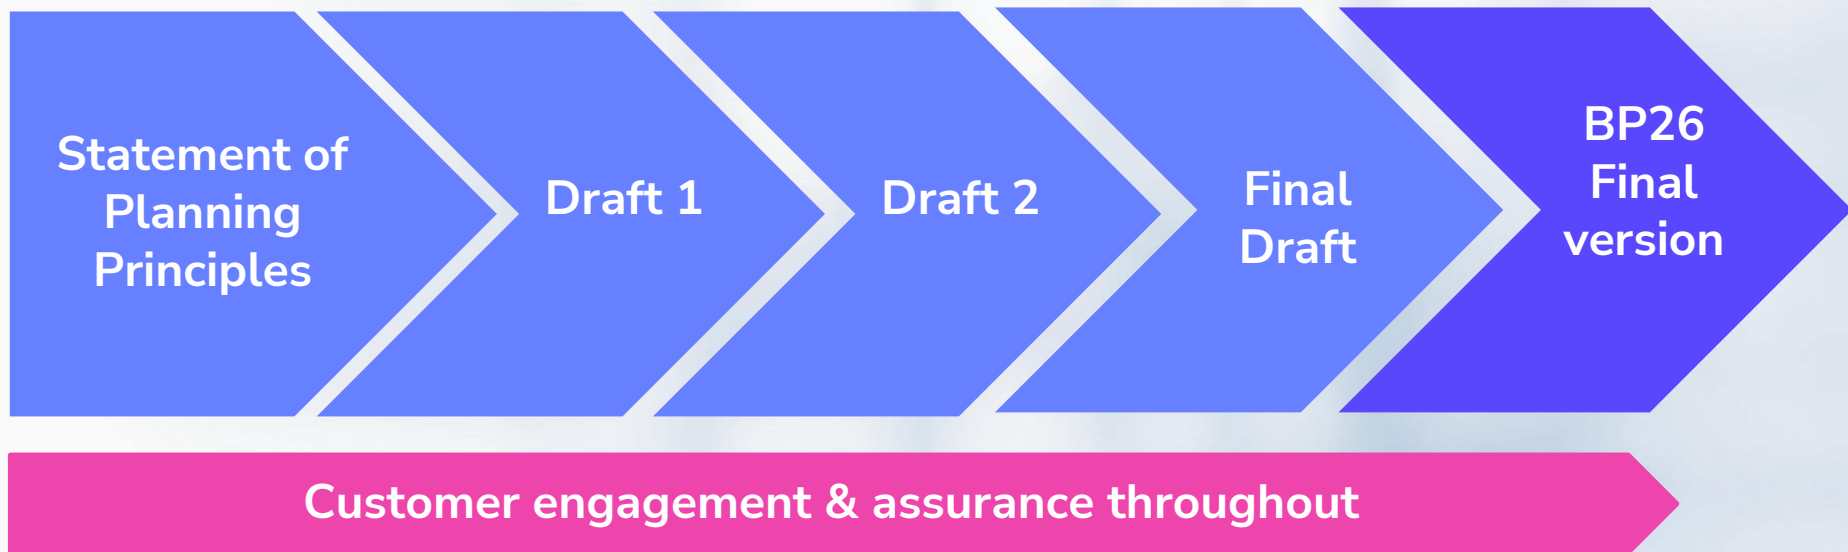 Statement of
Planning
Principles
Draft 1
Draft 2
Final
Draft
BP26
Final
version
Customer engagement & assurance throughout